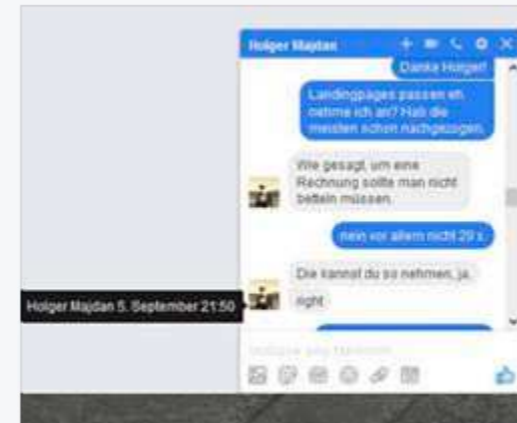 Holger Majdan
Danke Holger!
Landingpages passen eh
nehme ich an? Hab die
meisten schon nachgezogen.
Wie gesagt, um eine
Rechnung sollte man nicht
betteln müssen.
nein vor allem nicht 29 x.
Die kannst du so nehmen, ja.
right
Holger Majdan 5. September 21:50